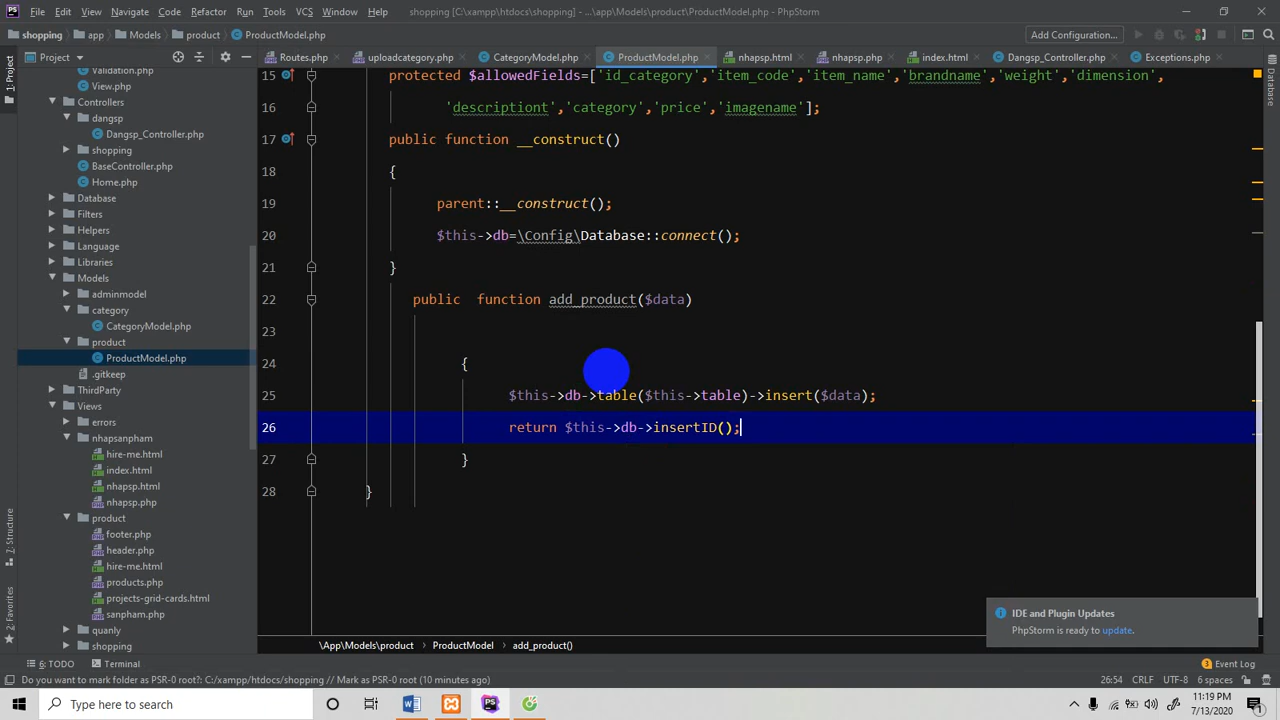 File Edit View Navigate Code Refactor Run Tools VCS Window Help shopping [C:\xampp\htdocs\shopping] ...\app\Models\product\ProductModel.php - PhpStorm
shopping app Models product ProductModel.php Add Configuration...
Project Routes.php uploadcategory.php CategoryModel.php ProductModel.php nhapsp.html nhapsp.php index.html Dangsp_Controller.php Exceptions.php
1: Project
Database
7: Structure
2: Favorites
Validation.php
View.php
Controllers
dangsp
Dangsp_Controller.php
shopping
BaseController.php
Home.php
Database
Filters
Helpers
Language
Libraries
Models
adminmodel
category
CategoryModel.php
product
ProductModel.php
.gitkeep
ThirdParty
Views
errors
nhapsanpham
hire-me.html
index.html
nhapsp.html
nhapsp.php
product
footer.php
header.php
hire-me.html
products.php
projects-grid-cards.html
sanpham.php
quanly
shopping
15 protected $allowedFields=['id_category','item_code','item_name','brandname','weight','dimension',
16 'descriptiont','category','price','imagename'];
17 public function __construct()
18 {
19 parent::__construct();
20 $this->db=\Config\Database::connect();
21 }
22 public function add_product($data)
23
24 {
25 $this->db->table($this->table)->insert($data);
26 return $this->db->insertID();
27 }
28 }
IDE and Plugin Updates
PhpStorm is ready to update.
\App\Models\product ProductModel add_product()
6: TODO Terminal 3 Event Log
Do you want to mark folder as PSR-0 root?: C:/xampp/htdocs/shopping // Mark as PSR-0 root (10 minutes ago) 26:54 CRLF UTF-8 6 spaces
Type here to search
PS
11:19 PM
7/13/2020
1